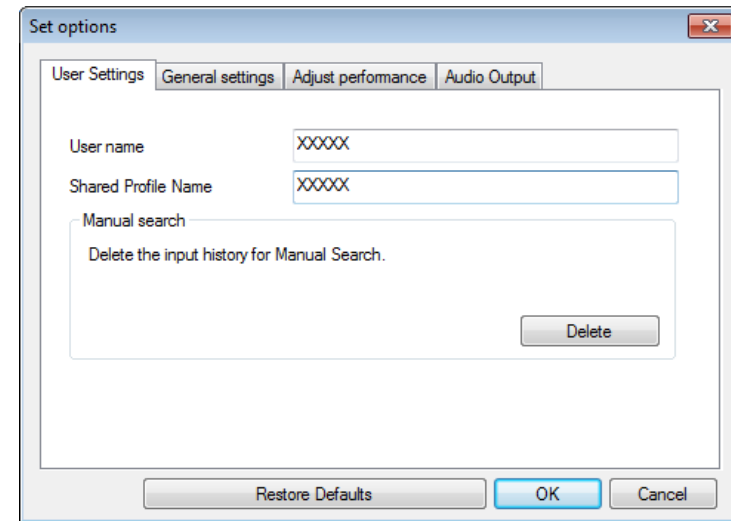 Set options
User Settings General settings Adjust performance Audio Output
User name XXXXX
Shared Profile Name XXXXX
Manual search
Delete the input history for Manual Search.
Delete
Restore Defaults OK Cancel